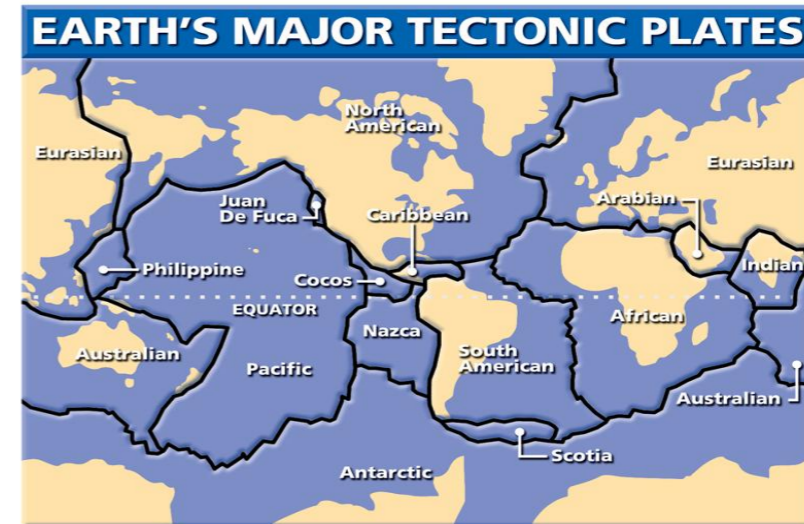 EARTH'S MAJOR TECTONIC PLATES
North
American
Eurasian
Eurasian
Juan
De Fuca
Caribbean
Arabian
Philippine
Cocos
Indian
EQUATOR
African
Nazca
Australian
South
American
Pacific
Australian
Scotia
Antarctic